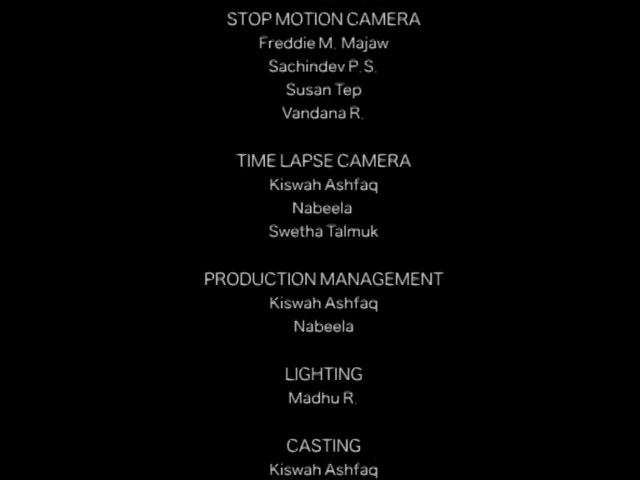 STOP MOTION CAMERA
Freddie M. Majaw
Sachindev P.S.
Susan Tep
Vandana R.
TIME LAPSE CAMERA
Kiswah Ashfaq
Nabeela
Swetha Talmuk
PRODUCTION MANAGEMENT
Kiswah Ashfaq
Nabeela
LIGHTING
Madhu R.
CASTING
Kiswah Ashfaq